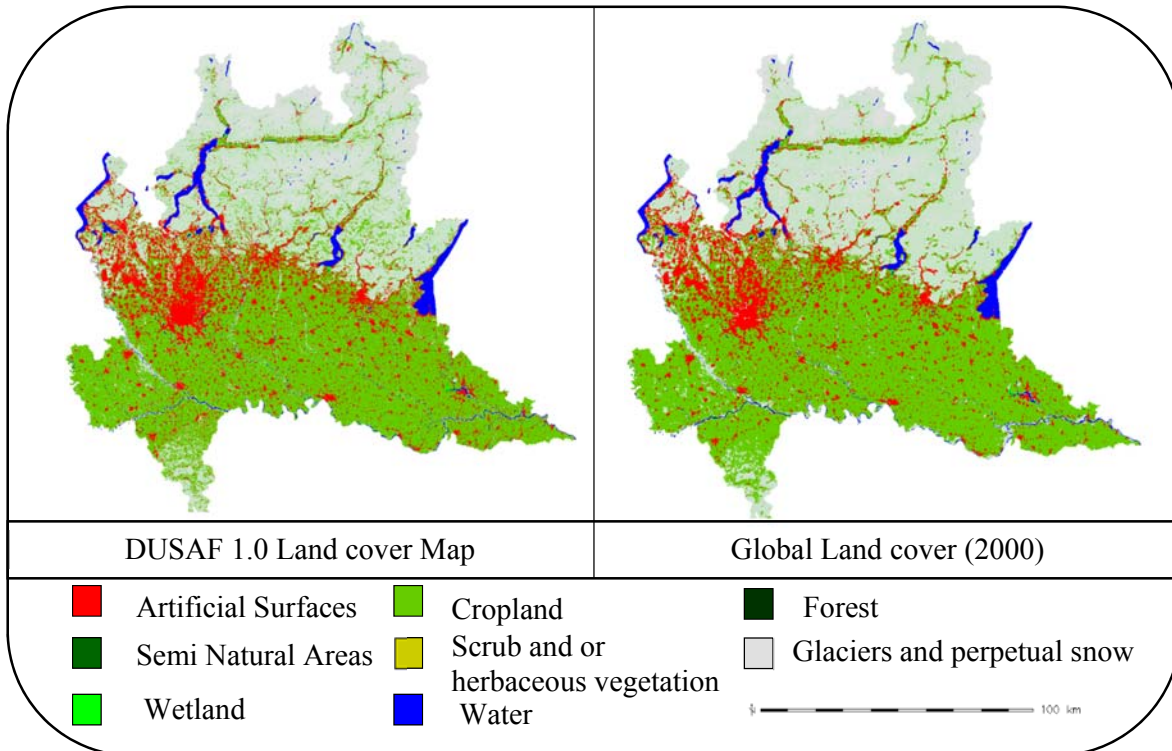 DUSAF 1.0 Land cover Map
Global Land cover (2000)
Artificial Surfaces
Semi Natural Areas
Wetland
Cropland
Scrub and or
herbaceous vegetation
Water
Forest
Glaciers and perpetual snow
100 km